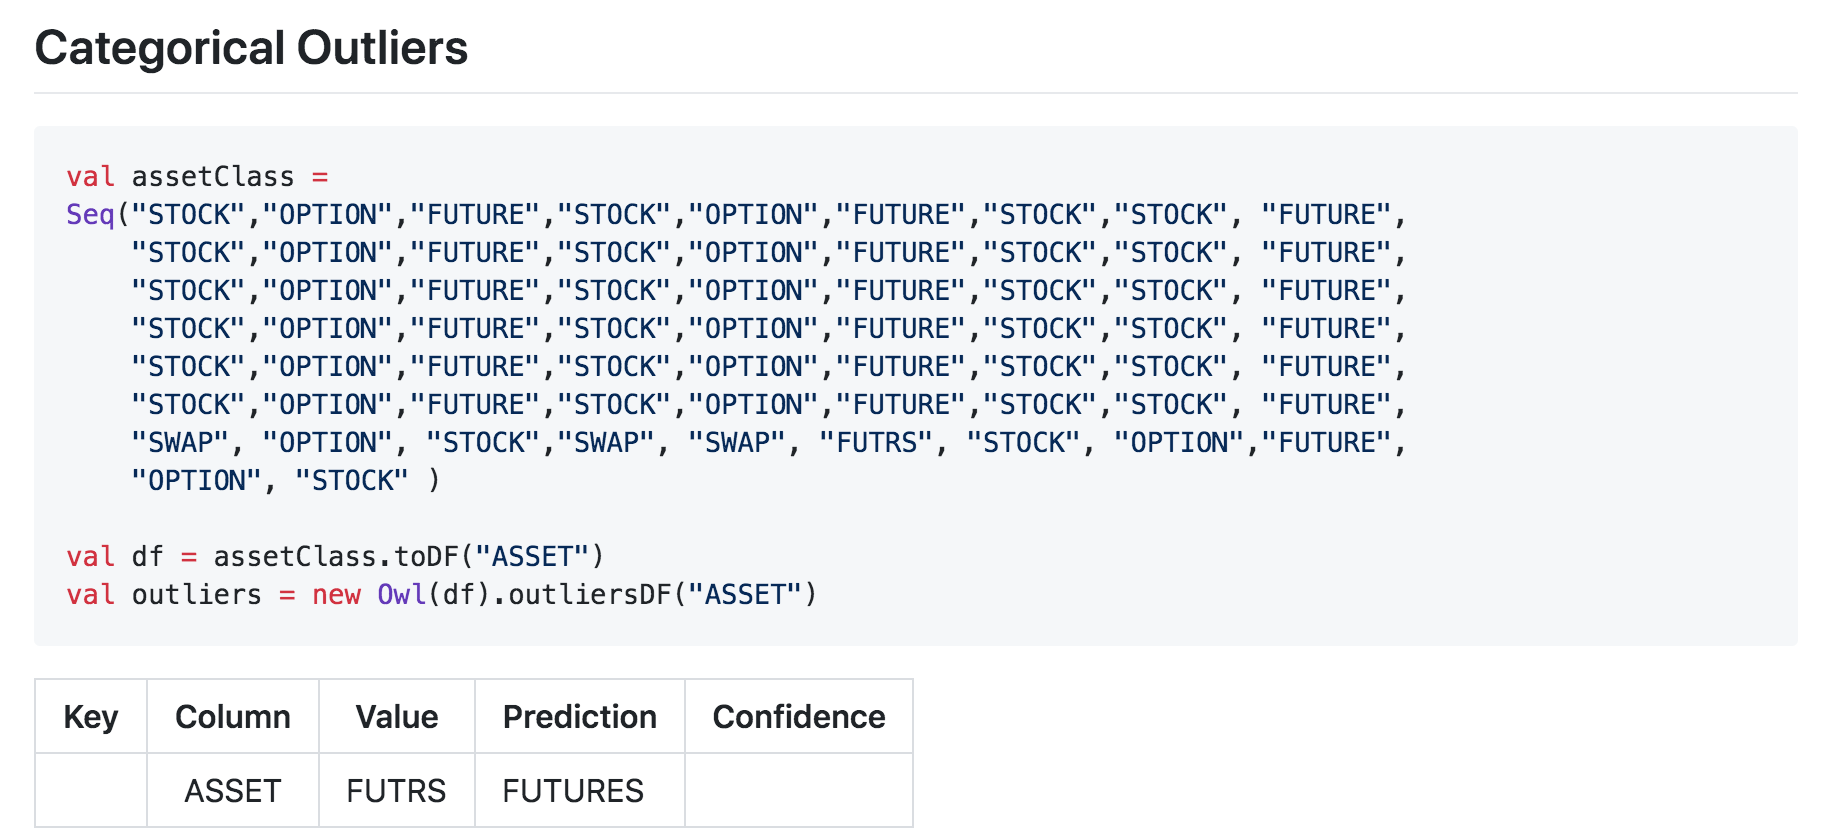 Categorical Outliers
val assetClass =
Seq("STOCK","OPTION","FUTURE","STOCK","OPTION","FUTURE","STOCK","STOCK", "FUTURE",
"STOCK","OPTION","FUTURE","STOCK","OPTION","FUTURE","STOCK","STOCK", "FUTURE",
"STOCK","OPTION","FUTURE","STOCK","OPTION","FUTURE","STOCK","STOCK", "FUTURE",
"STOCK","OPTION","FUTURE","STOCK","OPTION","FUTURE","STOCK","STOCK", "FUTURE",
"STOCK","OPTION","FUTURE","STOCK","OPTION","FUTURE","STOCK","STOCK", "FUTURE",
"STOCK","OPTION","FUTURE","STOCK","OPTION","FUTURE","STOCK","STOCK", "FUTURE",
"SWAP", "OPTION", "STOCK","SWAP", "SWAP", "FUTRS", "STOCK", "OPTION","FUTURE",
"OPTION", "STOCK" )
val df = assetClass.toDF("ASSET")
val outliers = new Owl(df).outliersDF("ASSET")
Key Column Value Prediction Confidence
ASSET FUTRS FUTURES